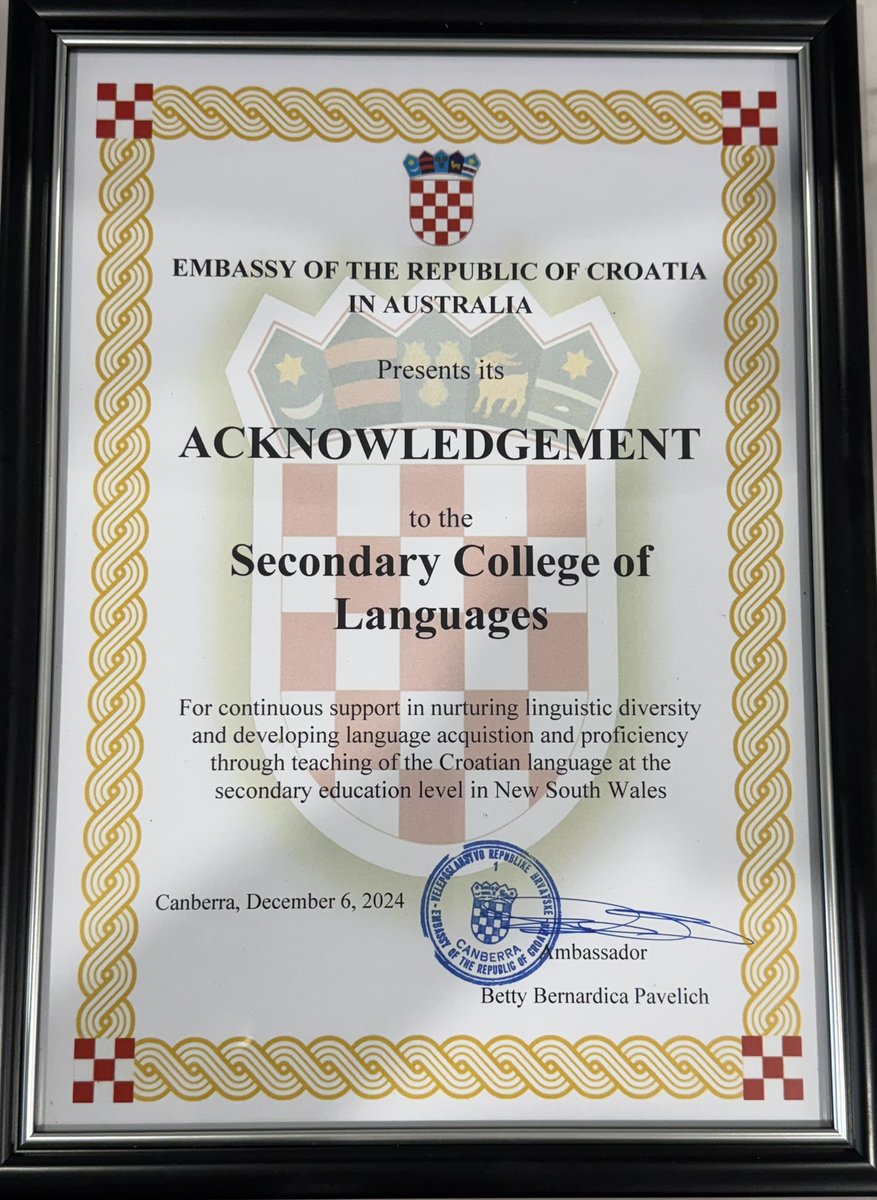 EMBASSY OF THE REPUBLIC OF CROATIA
IN AUSTRALIA
Presents its
ACKNOWLEDGEMENT
to the
Secondary College of
Languages
For continuous support in nurturing linguistic diversity
and developing language acquistion and proficiency
through teaching of the Croatian language at the
secondary education level in New South Wales
Canberra, December 6, 2024
VELEPOSLANSTVO REPUBLIKE HRVATSKE
1
CANBERRA
EMBASSY OF THE REPUBLIC OF CROATIA
Ambassador
Betty Bernardica Pavelich